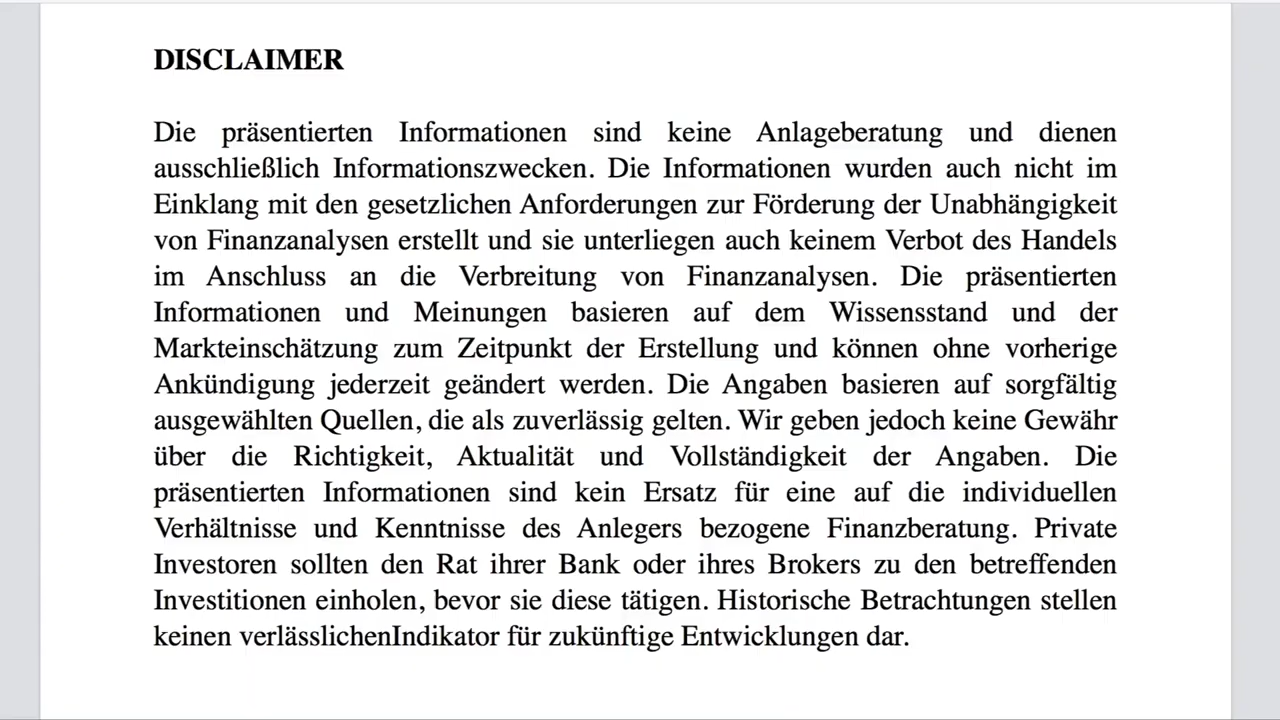 DISCLAIMER
Die präsentierten Informationen sind keine Anlageberatung und dienen
ausschließlich Informationszwecken. Die Informationen wurden auch nicht im
Einklang mit den gesetzlichen Anforderungen zur Förderung der Unabhängigkeit
von Finanzanalysen erstellt und sie unterliegen auch keinem Verbot des Handels
im Anschluss an die Verbreitung von Finanzanalysen. Die präsentierten
Informationen und Meinungen basieren auf dem Wissensstand und der
Markteinschätzung zum Zeitpunkt der Erstellung und können ohne vorherige
Ankündigung jederzeit geändert werden. Die Angaben basieren auf sorgfältig
ausgewählten Quellen, die als zuverlässig gelten. Wir geben jedoch keine Gewähr
über die Richtigkeit, Aktualität und Vollständigkeit der Angaben. Die
präsentierten Informationen sind kein Ersatz für eine auf die individuellen
Verhältnisse und Kenntnisse des Anlegers bezogene Finanzberatung. Private
Investoren sollten den Rat ihrer Bank oder ihres Brokers zu den betreffenden
Investitionen einholen, bevor sie diese tätigen. Historische Betrachtungen stellen
keinen verlässlichenIndikator für zukünftige Entwicklungen dar.